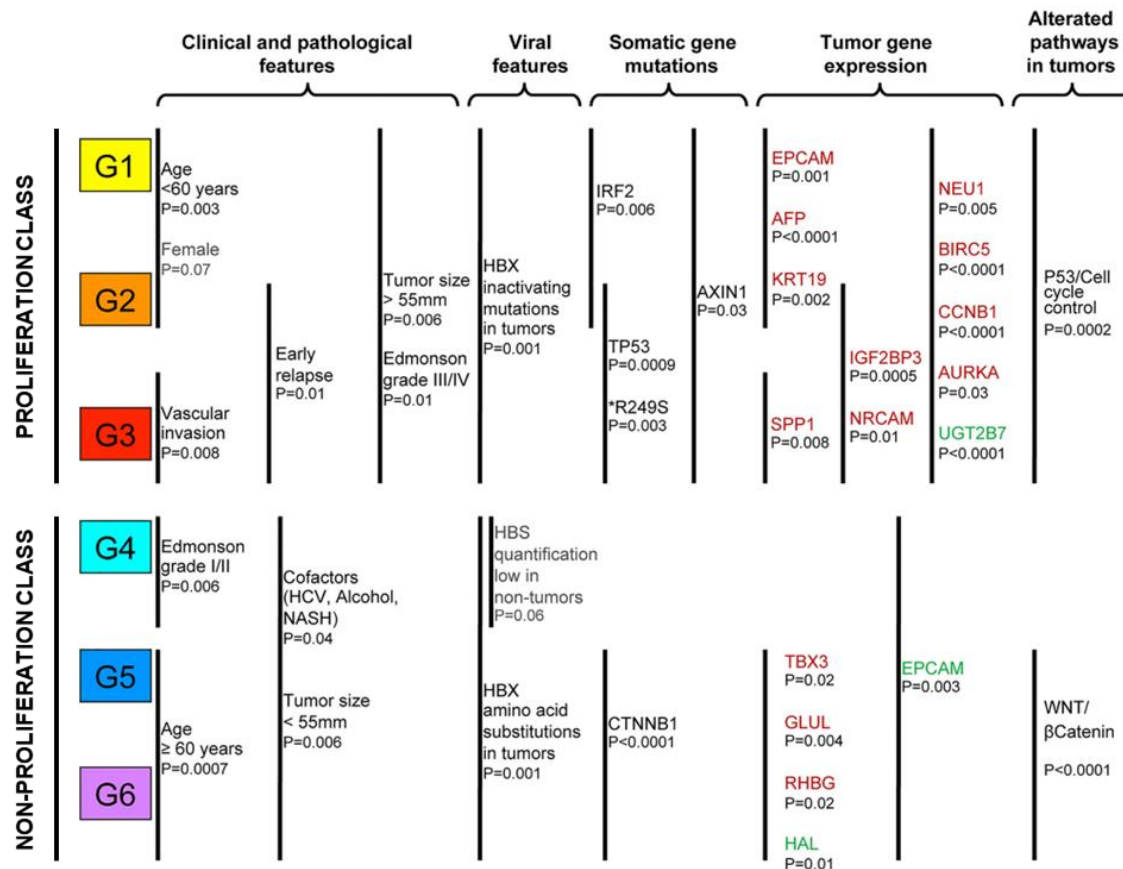 Clinical and pathological
features
Viral
features
Somatic gene
mutations
Tumor gene
expression
Alterated
pathways
in tumors
PROLIFERATION CLASS
G1
G2
G3
Age
<60 years
P=0.003
Female
P=0.07
Vascular
invasion
P=0.008
Early
relapse
P=0.01
Tumor size
> 55mm
P=0.006
Edmonson
grade III/IV
P=0.01
HBX
inactivating
mutations
in tumors
P=0.001
IRF2
P=0.006
TP53
P=0.0009
*R249S
P=0.003
AXIN1
P=0.03
EPCAM
P=0.001
AFP
P<0.0001
KRT19
P=0.002
SPP1
P=0.008
IGF2BP3
P=0.0005
NRCAM
P=0.01
NEU1
P=0.005
BIRC5
P<0.0001
CCNB1
P<0.0001
AURKA
P=0.03
UGT2B7
P<0.0001
P53/Cell
cycle
control
P=0.0002
NON-PROLIFERATION CLASS
G4
G5
G6
Edmonson
grade I/II
P=0.006
Age
≥ 60 years
P=0.0007
Cofactors
(HCV, Alcohol,
NASH)
P=0.04
Tumor size
< 55mm
P=0.006
HBS
quantification
low in
non-tumors
P=0.06
HBX
amino acid
substitutions
in tumors
P=0.001
CTNNB1
P<0.0001
TBX3
P=0.02
GLUL
P=0.004
RHBG
P=0.02
HAL
P=0.01
EPCAM
P=0.003
WNT/
βCatenin
P<0.0001